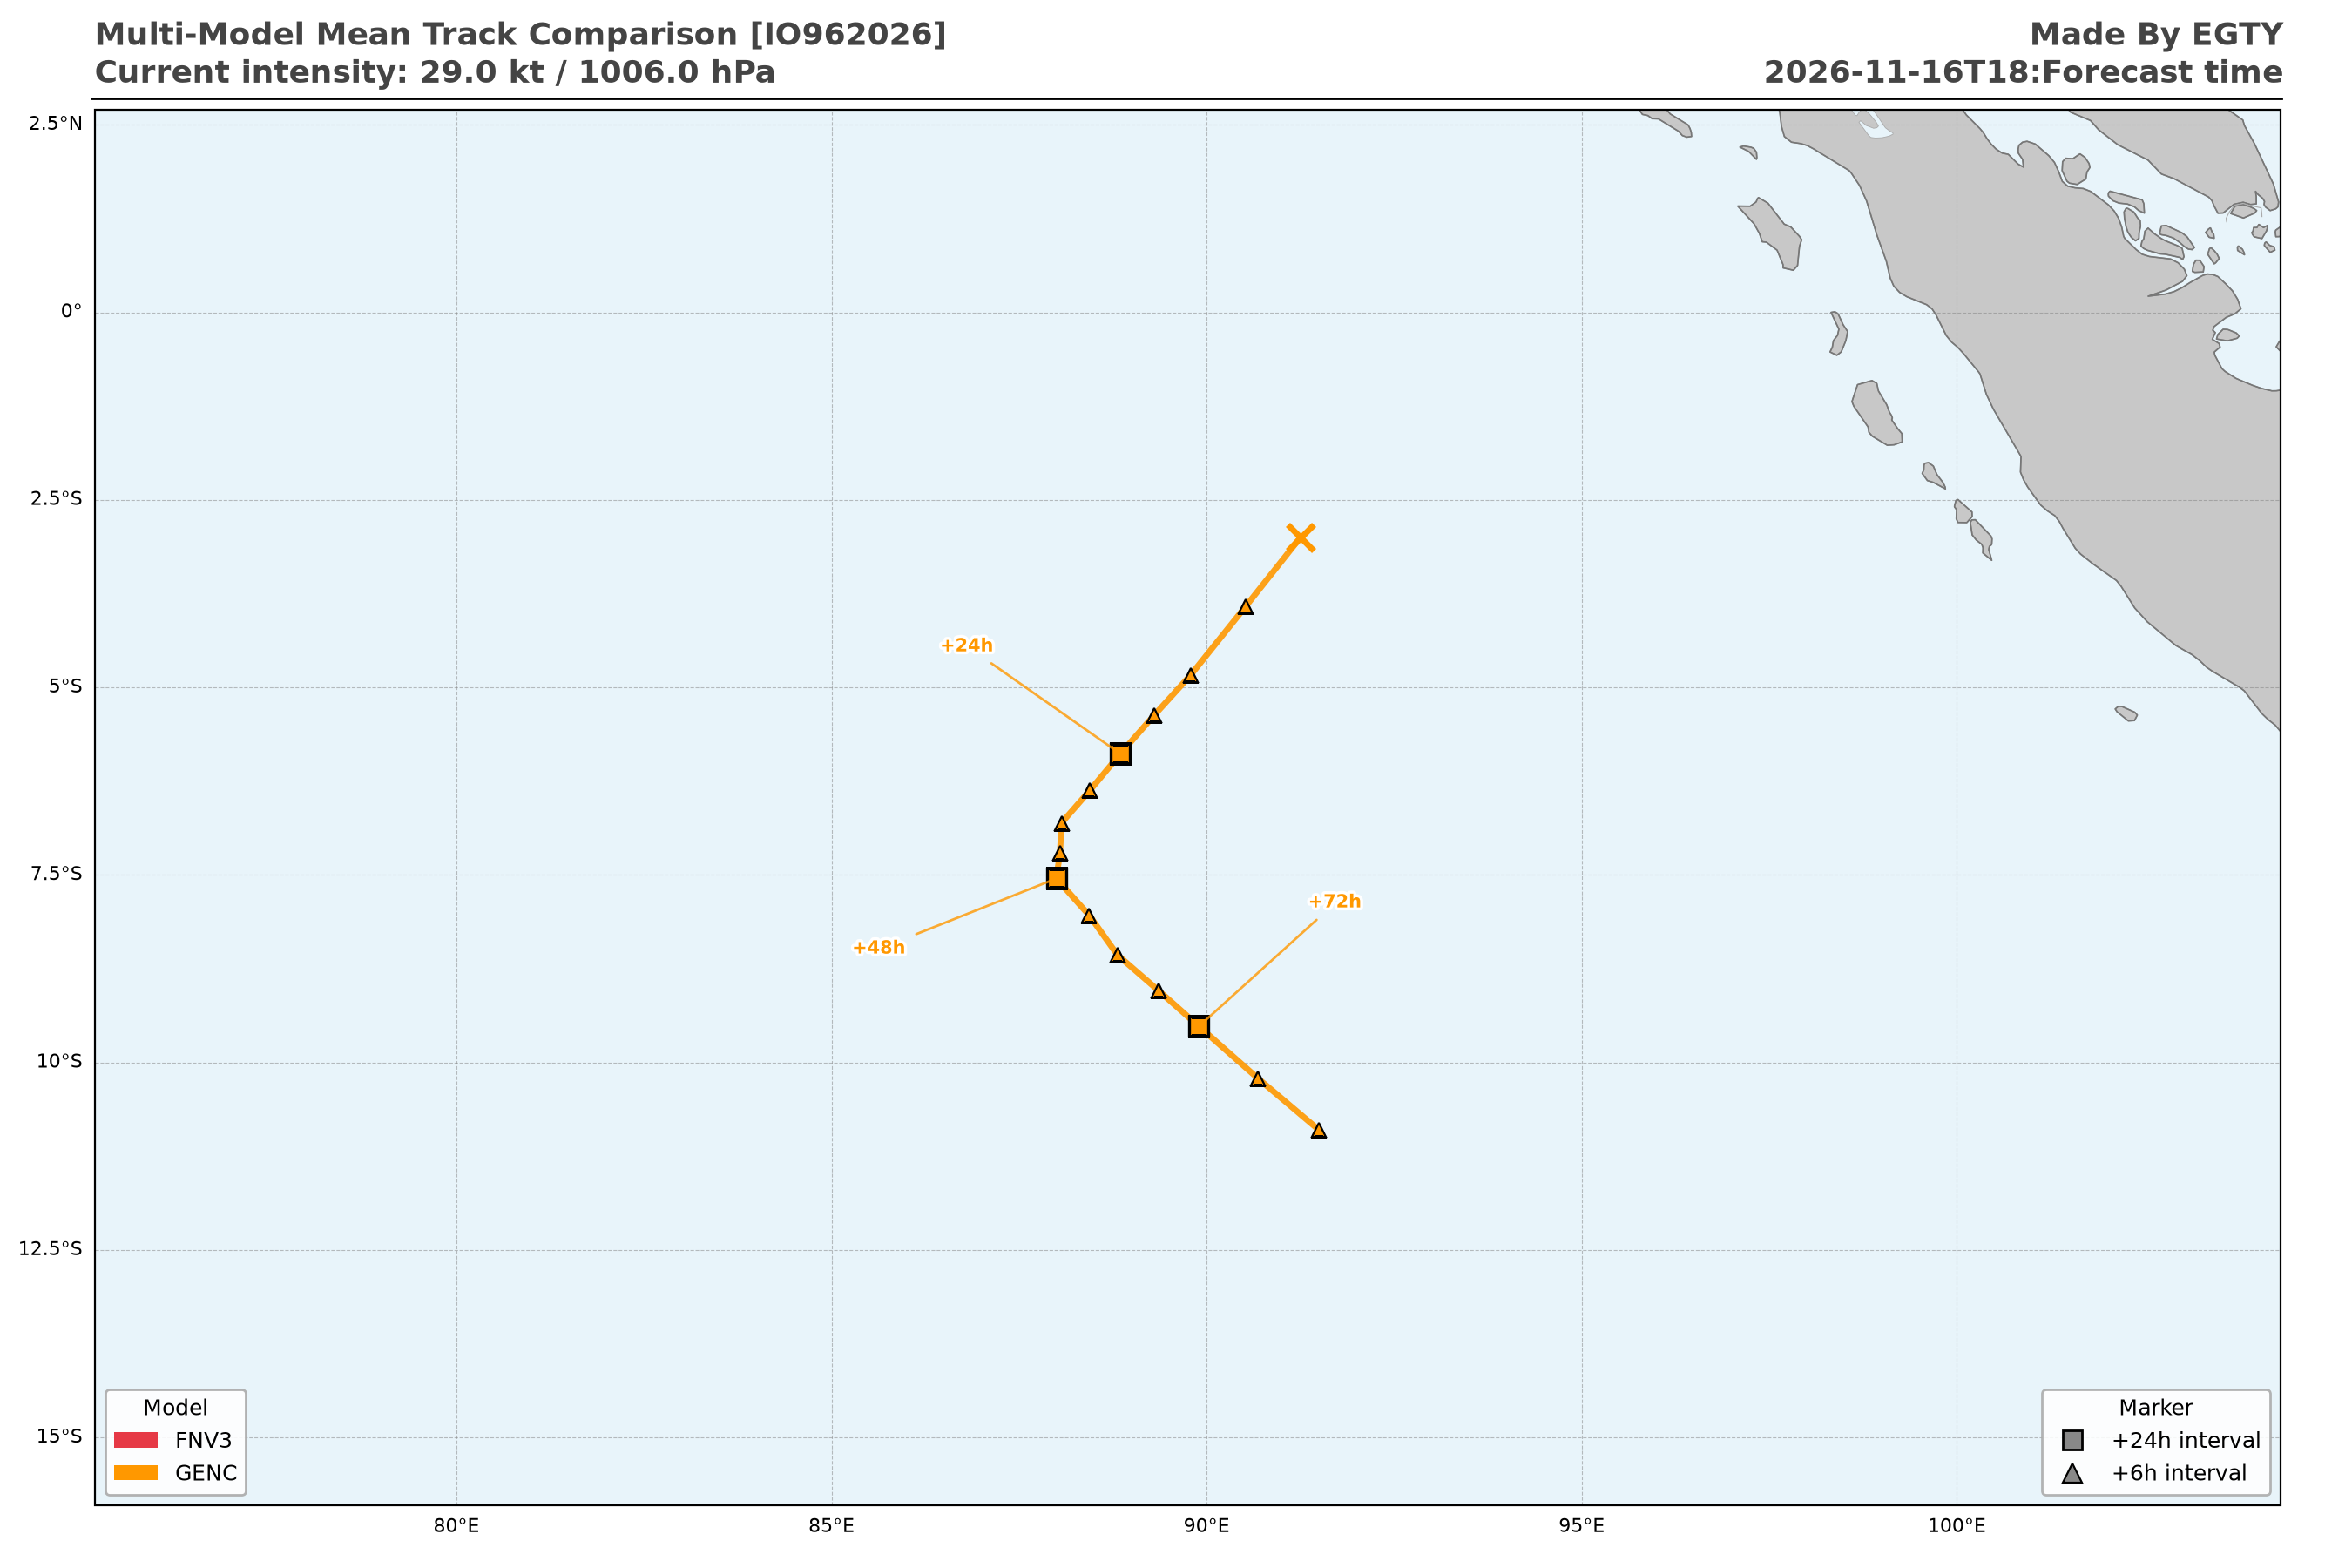 Multi-Model Mean Track Comparison [IO962026]
Current intensity: 29.0 kt / 1006.0 hPa
Made By EGTY
2026-11-16T18:Forecast time
2.5°N
0°
2.5°S
5°S
7.5°S
10°S
12.5°S
15°S
+24h
+48h
+72h
Model
FNV3
GENC
Marker
+24h interval
+6h interval
80°E
85°E
90°E
95°E
100°E